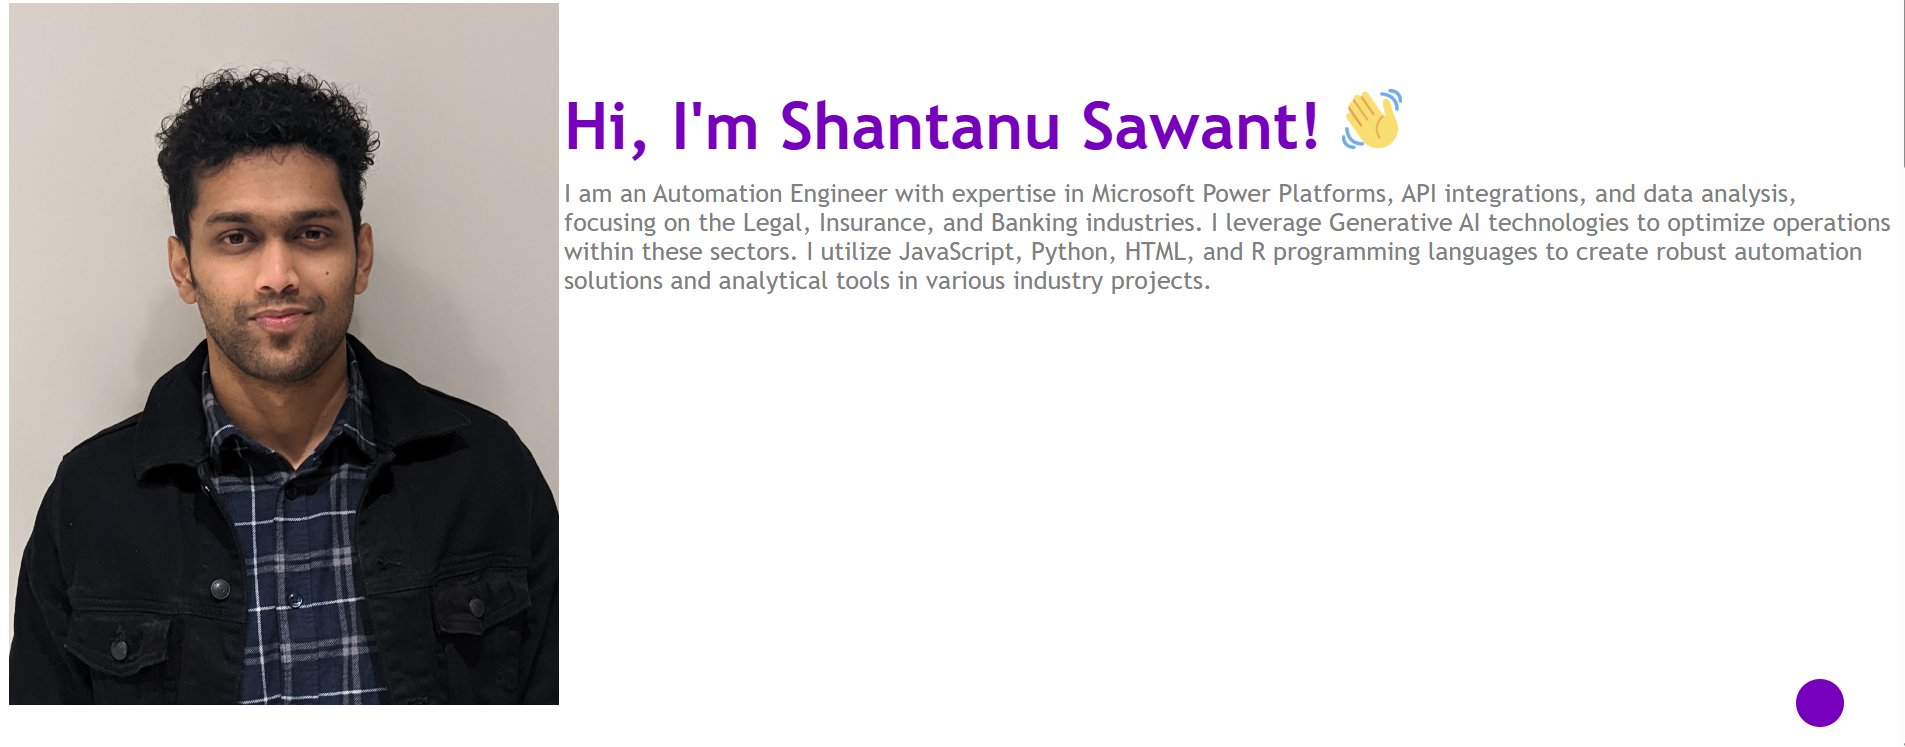 Hi, I'm Shantanu Sawant! 👋
I am an Automation Engineer with expertise in Microsoft Power Platforms, API integrations, and data analysis,
focusing on the Legal, Insurance, and Banking industries. I leverage Generative AI technologies to optimize operations
within these sectors. I utilize JavaScript, Python, HTML, and R programming languages to create robust automation
solutions and analytical tools in various industry projects.